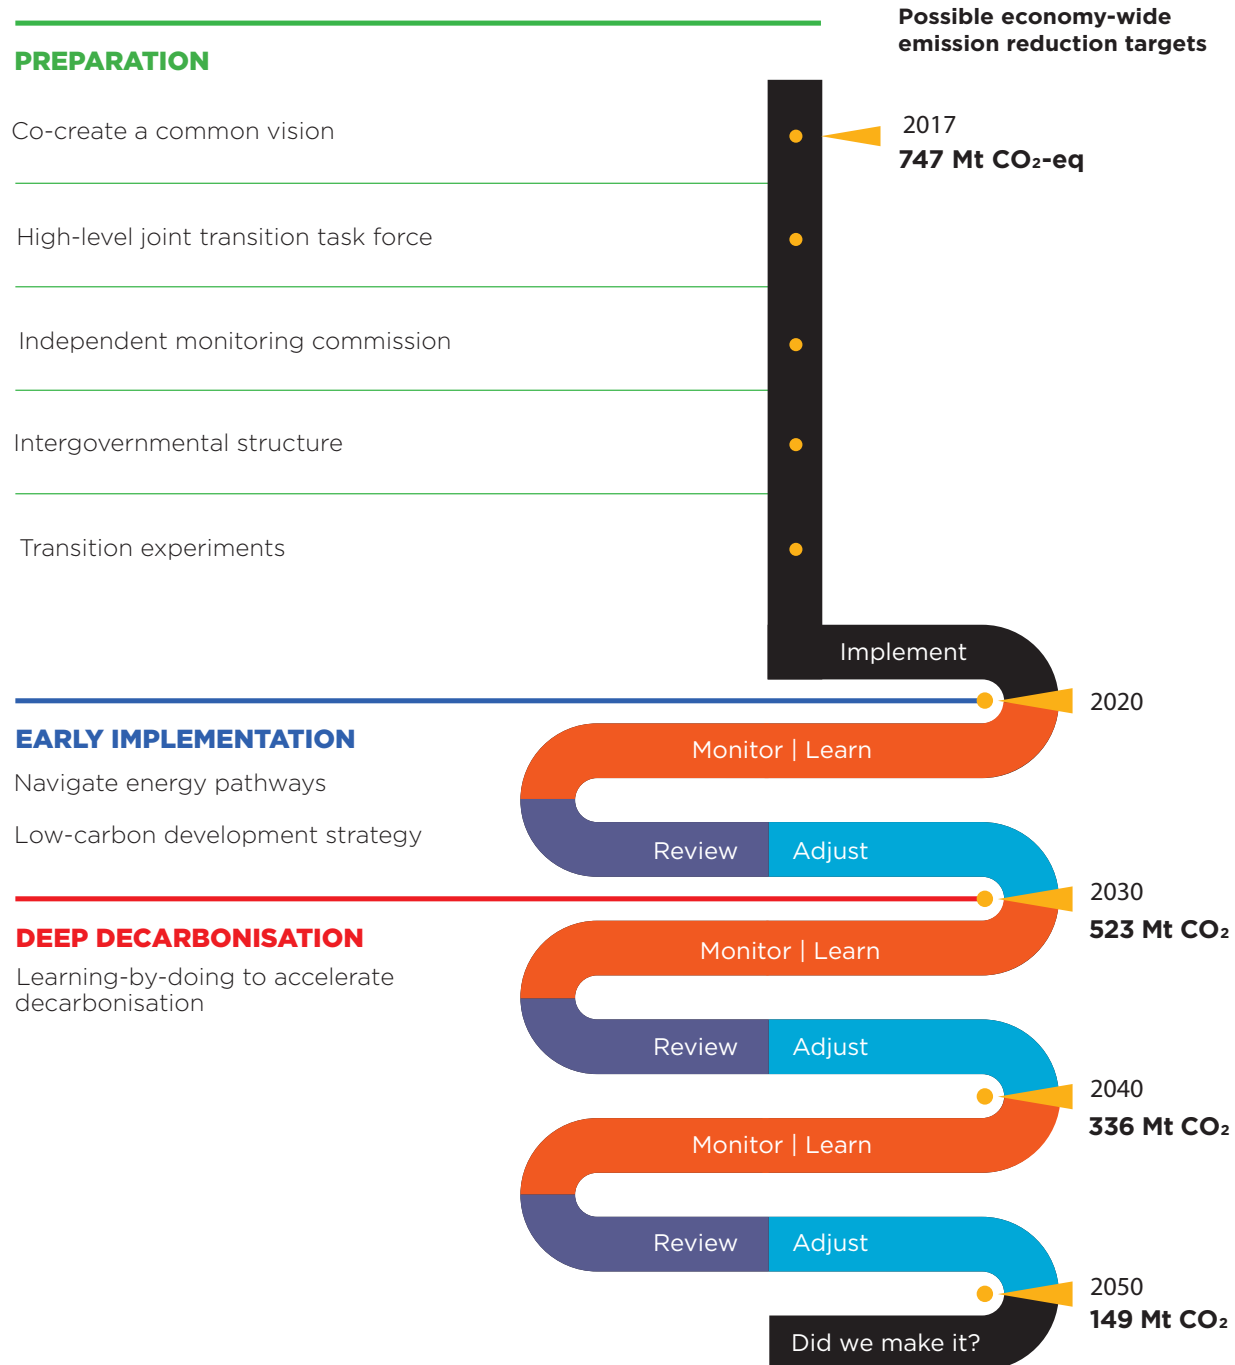 Possible economy-wide
emission reduction targets
PREPARATION
Co-create a common vision
2017
747 Mt CO₂-eq
High-level joint transition task force
Independent monitoring commission
Intergovernmental structure
Transition experiments
Implement
2020
EARLY IMPLEMENTATION
Monitor | Learn
Navigate energy pathways
Low-carbon development strategy
Review
Adjust
2030
523 Mt CO₂
DEEP DECARBONISATION
Monitor | Learn
Learning-by-doing to accelerate
decarbonisation
Review
Adjust
2040
336 Mt CO₂
Monitor | Learn
Review
Adjust
2050
149 Mt CO₂
Did we make it?